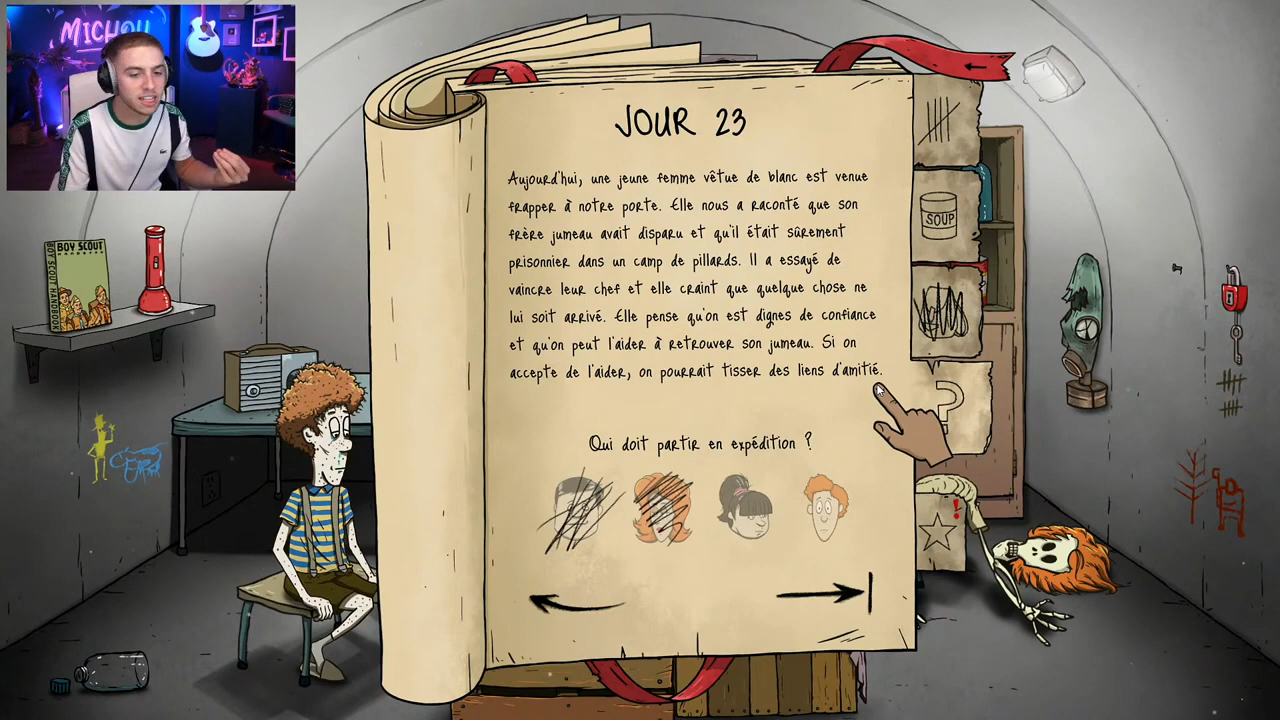 MICHOU
BOY SCOUT
HANDBOOK
BOY SCOUT HANDBOOK
JOUR 23
Aujourd'hui, une jeune femme vêtue de blanc est venue
frapper à notre porte. Elle nous a raconté que son
frère jumeau avait disparu et qu'il était sûrement
prisonnier dans un camp de pillards. Il a essayé de
vaincre leur chef et elle craint que quelque chose ne
lui soit arrivé. Elle pense qu'on est dignes de confiance
et qu'on peut l'aider à retrouver son jumeau. Si on
accepte de l'aider, on pourrait tisser des liens d'amitié.
Qui doit partir en expédition ?
SOUP
?
!